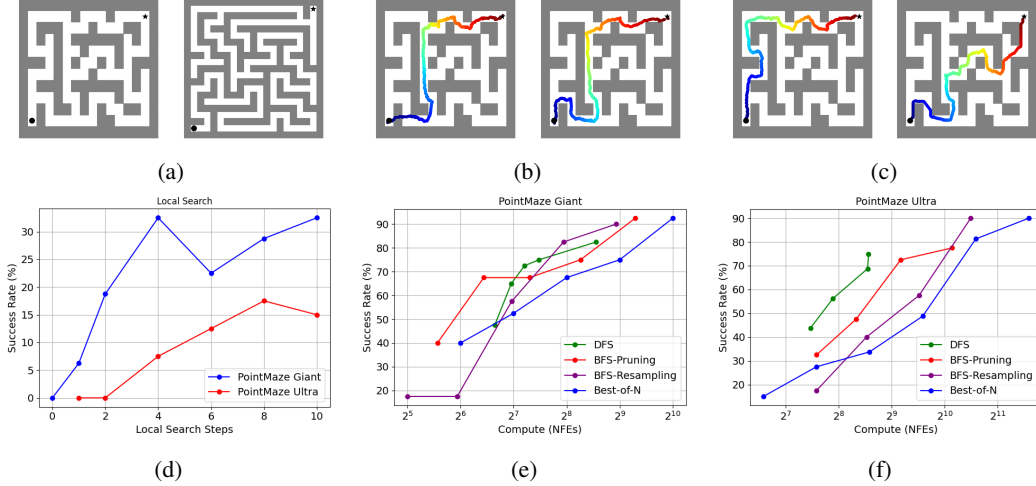 (a)
(b)
(c)
Local Search
Success Rate (%)
30
25
20
15
10
5
0
PointMaze Giant
PointMaze Ultra
0 2 4 6 8 10
Local Search Steps
(d)
PointMaze Giant
Success Rate (%)
90
80
70
60
50
40
30
20
DFS
BFS-Pruning
BFS-Resampling
Best-of-N
2^5 2^6 2^7 2^8 2^9 2^10
Compute (NFEs)
(e)
PointMaze Ultra
Success Rate (%)
90
80
70
60
50
40
30
20
DFS
BFS-Pruning
BFS-Resampling
Best-of-N
2^7 2^8 2^9 2^10 2^11
Compute (NFEs)
(f)